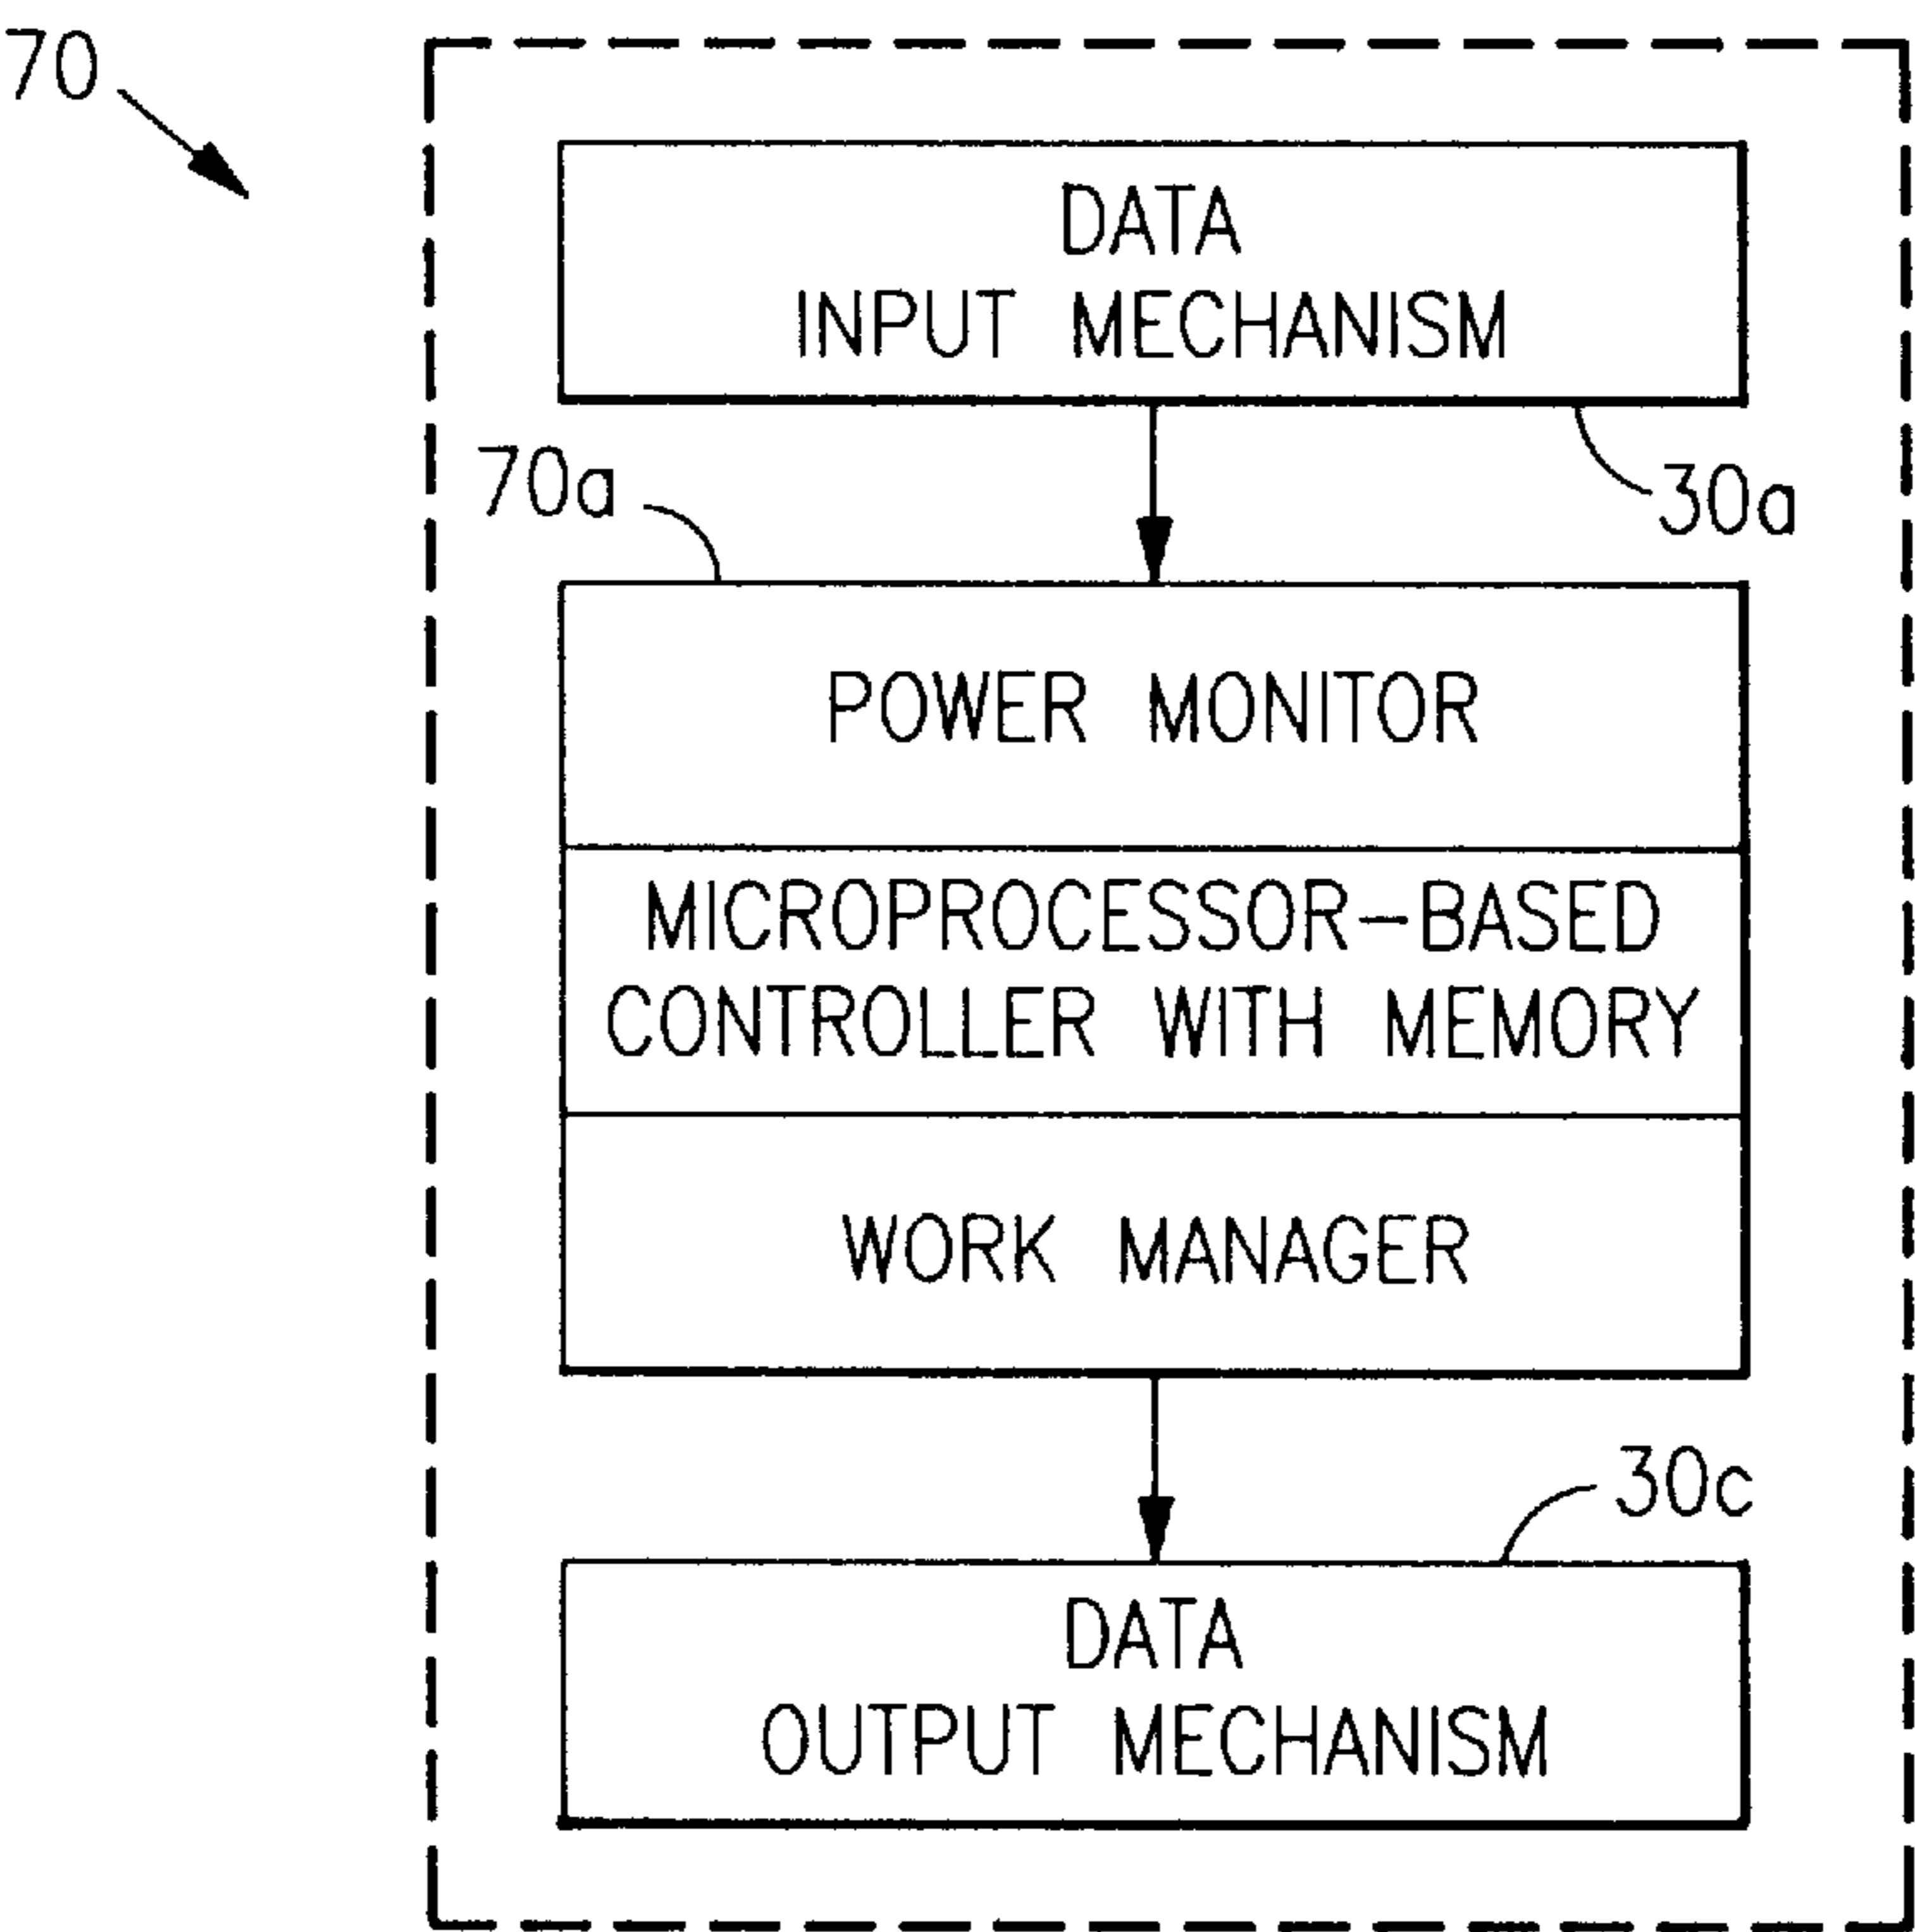 70
DATA
INPUT MECHANISM
70a
30a
POWER MONITOR
MICROPROCESSOR-BASED
CONTROLLER WITH MEMORY
WORK MANAGER
30c
DATA
OUTPUT MECHANISM